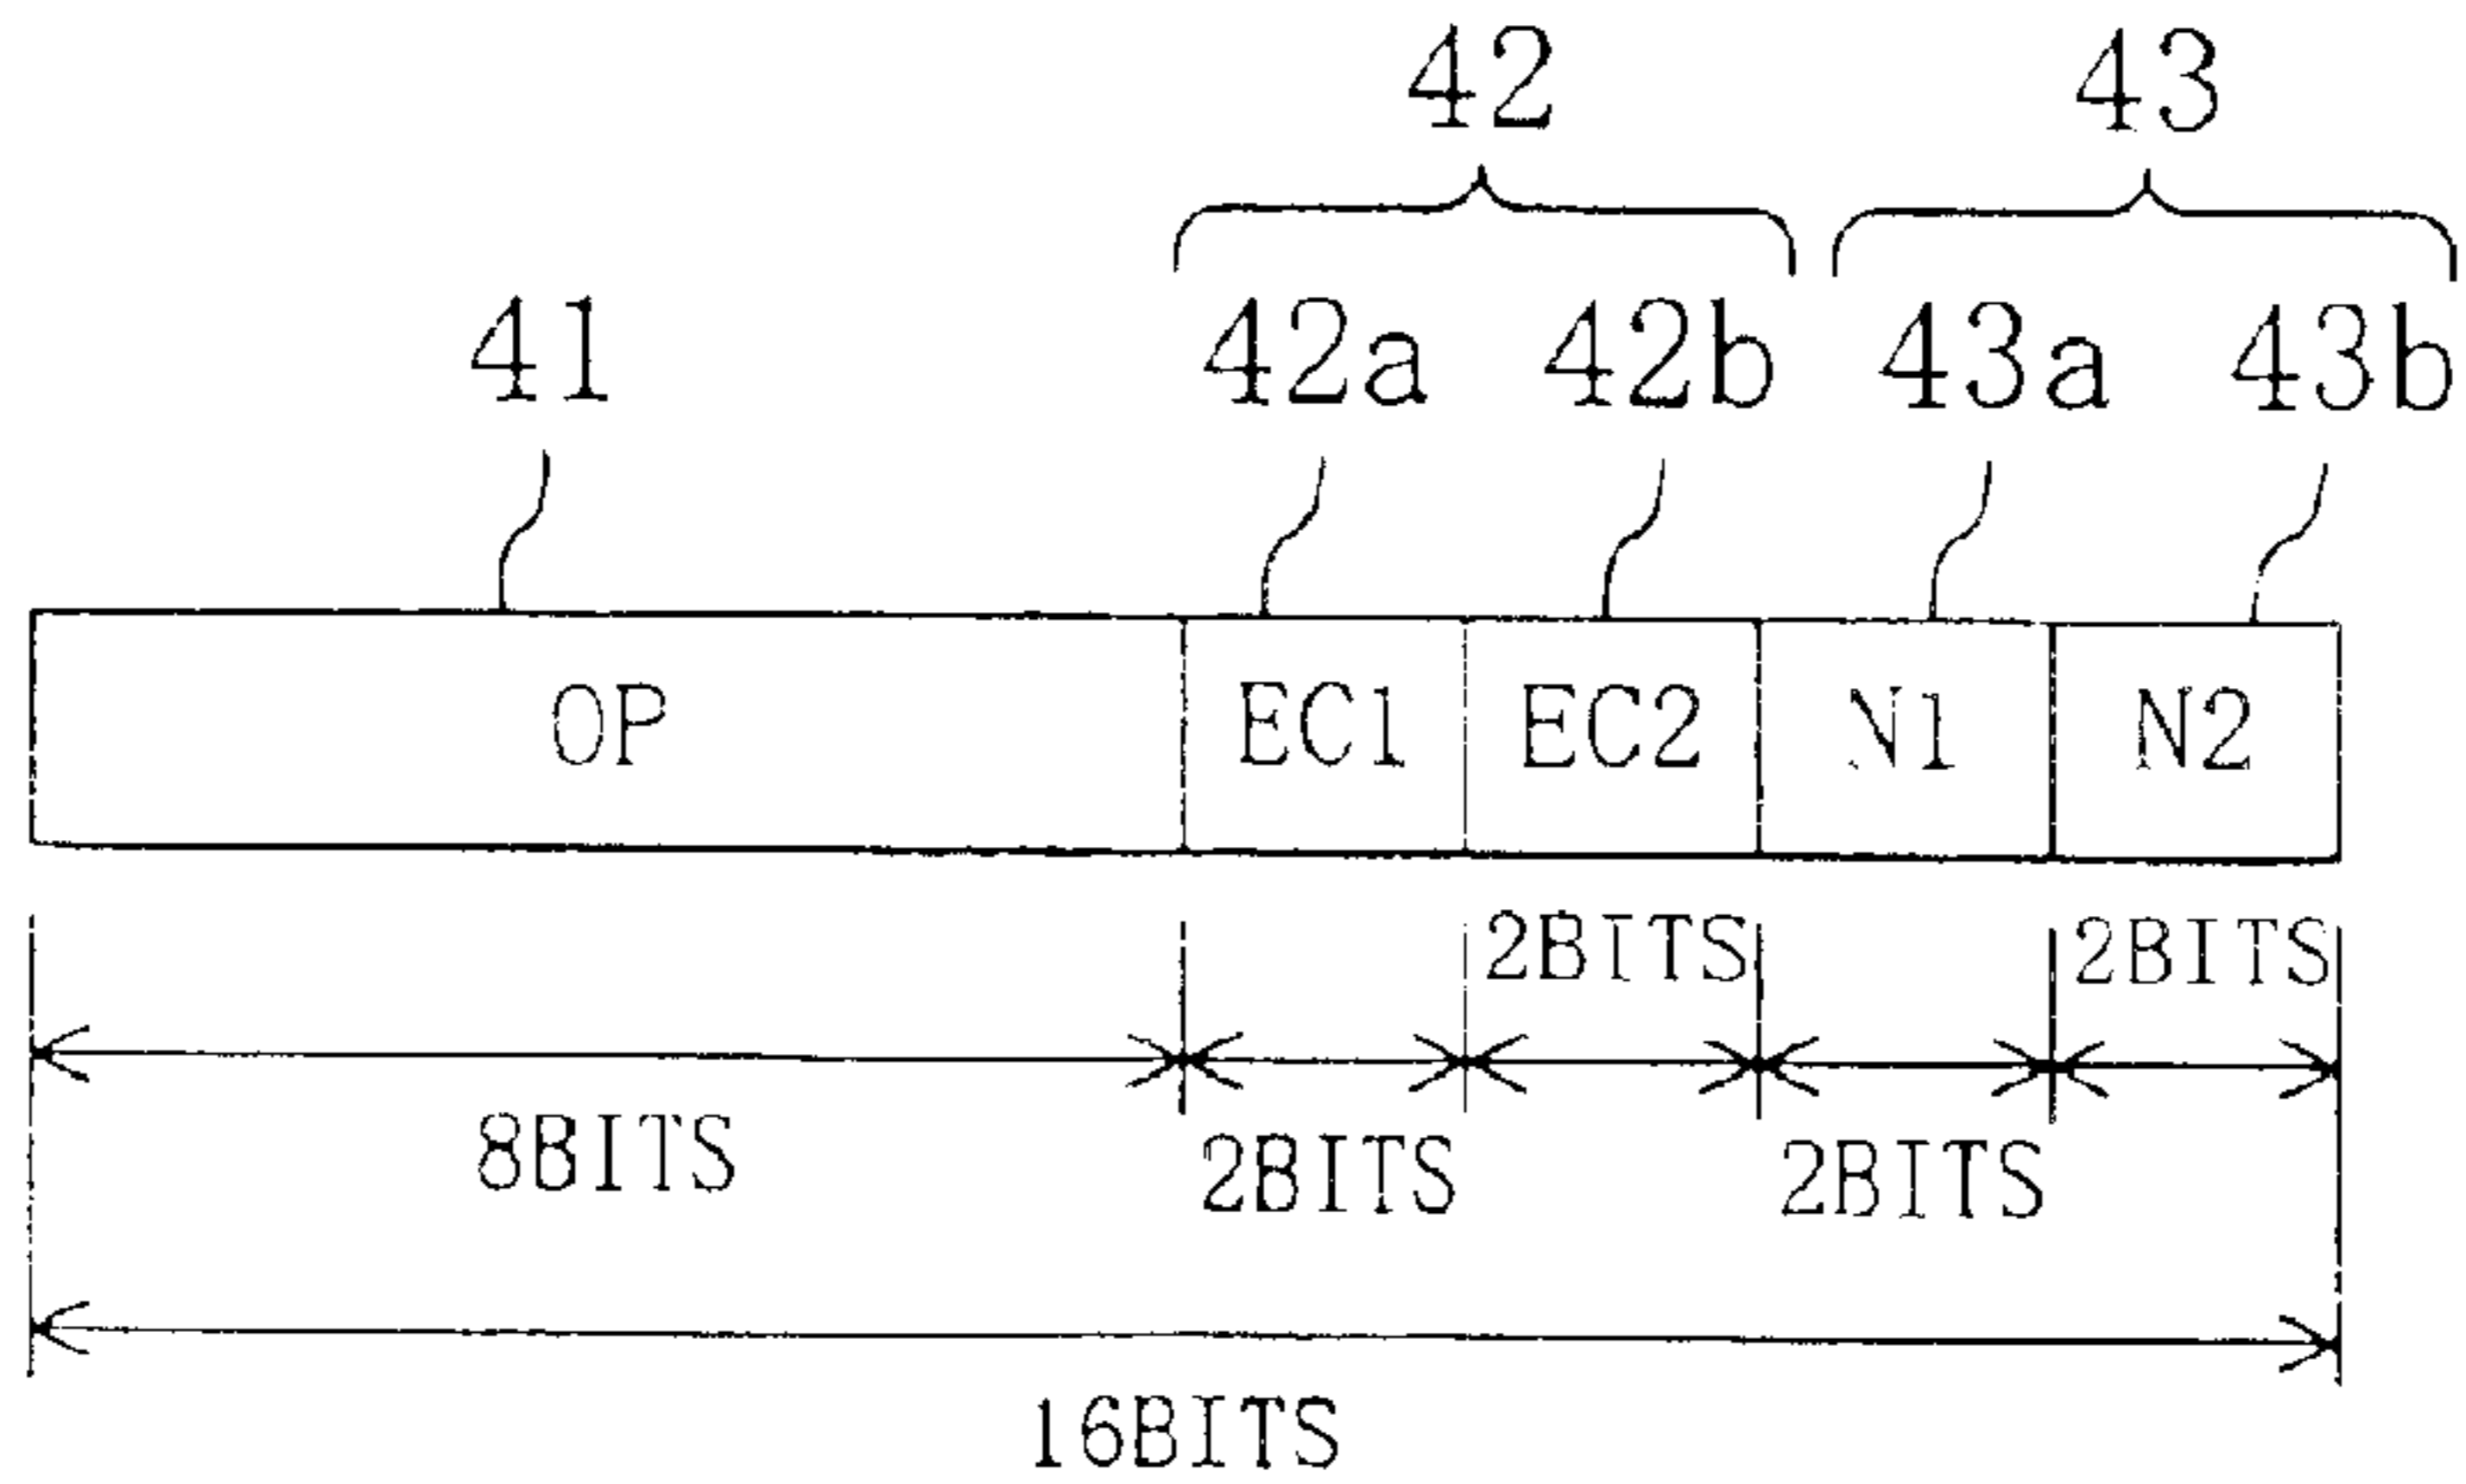 42 43
41 42a 42b 43a 43b
OP EC1 EC2 N1 N2
2BITS 2BITS
8BITS 2BITS 2BITS
16BITS